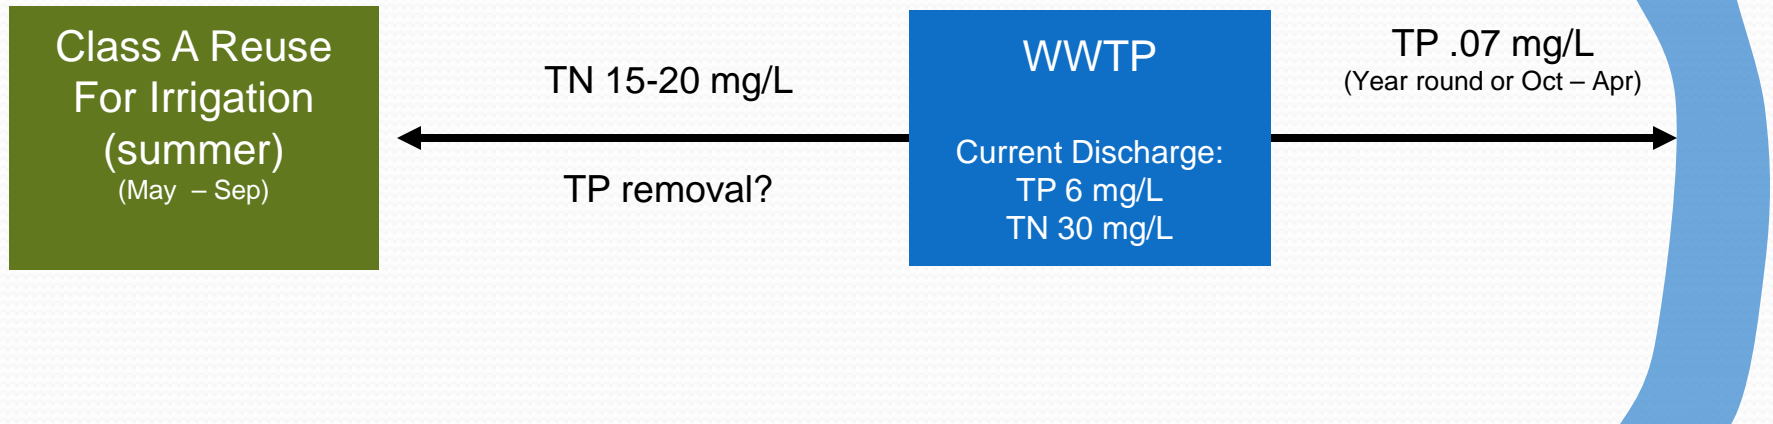 Class A Reuse
For Irrigation
(summer)
(May – Sep)
TN 15-20 mg/L
TP removal?
WWTP
Current Discharge:
TP 6 mg/L
TN 30 mg/L
TP .07 mg/L
(Year round or Oct – Apr)